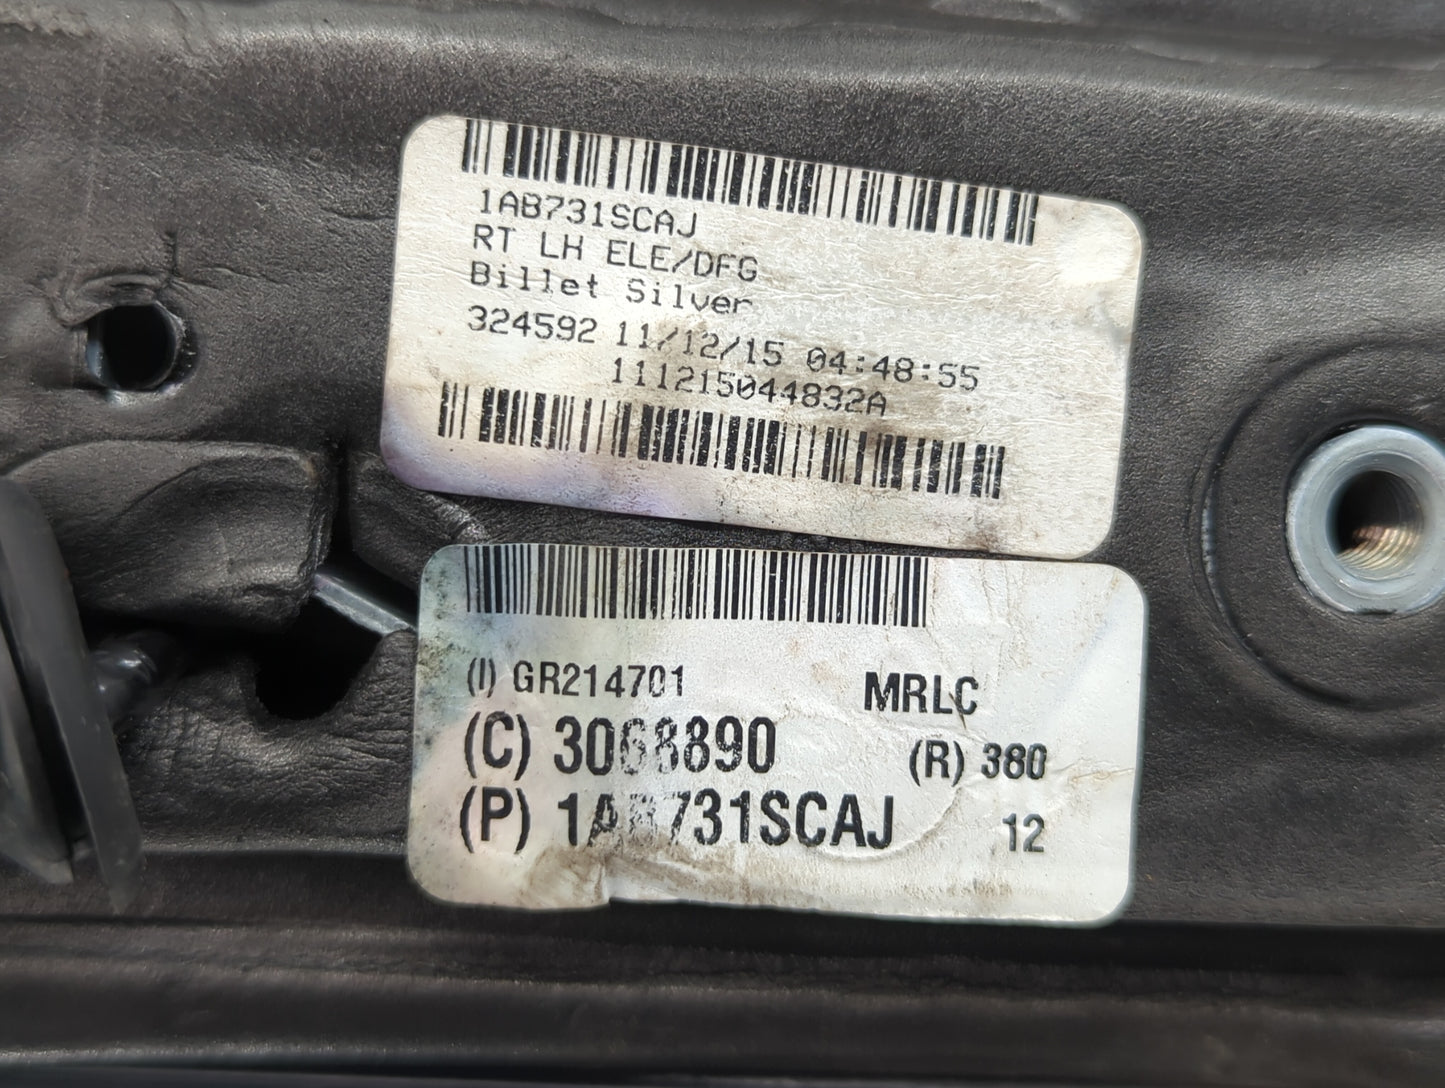 1AB731SCAJ
RT LH ELE/DFG
Billet Silver
324592 11/12/15 04:48:55
111215044832A
(I) GR214701 MRLC
(C) 3068890 (R) 380
(P) 1AB731SCAJ 12